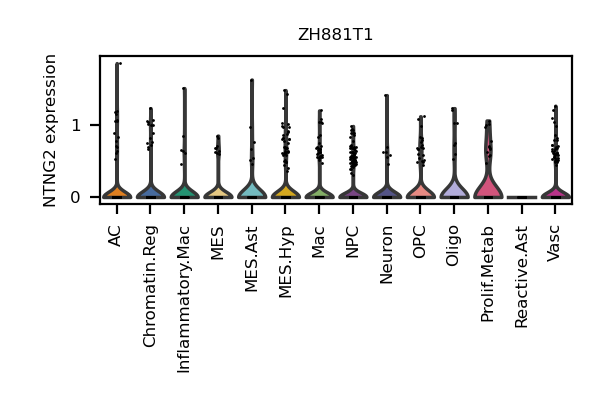 ZH881T1
NTNG2 expression
1
0
AC
Chromatin.Reg
Inflammatory.Mac
MES
MES.Ast
MES.Hyp
Mac
NPC
Neuron
OPC
Oligo
Prolif.Metab
Reactive.Ast
Vasc